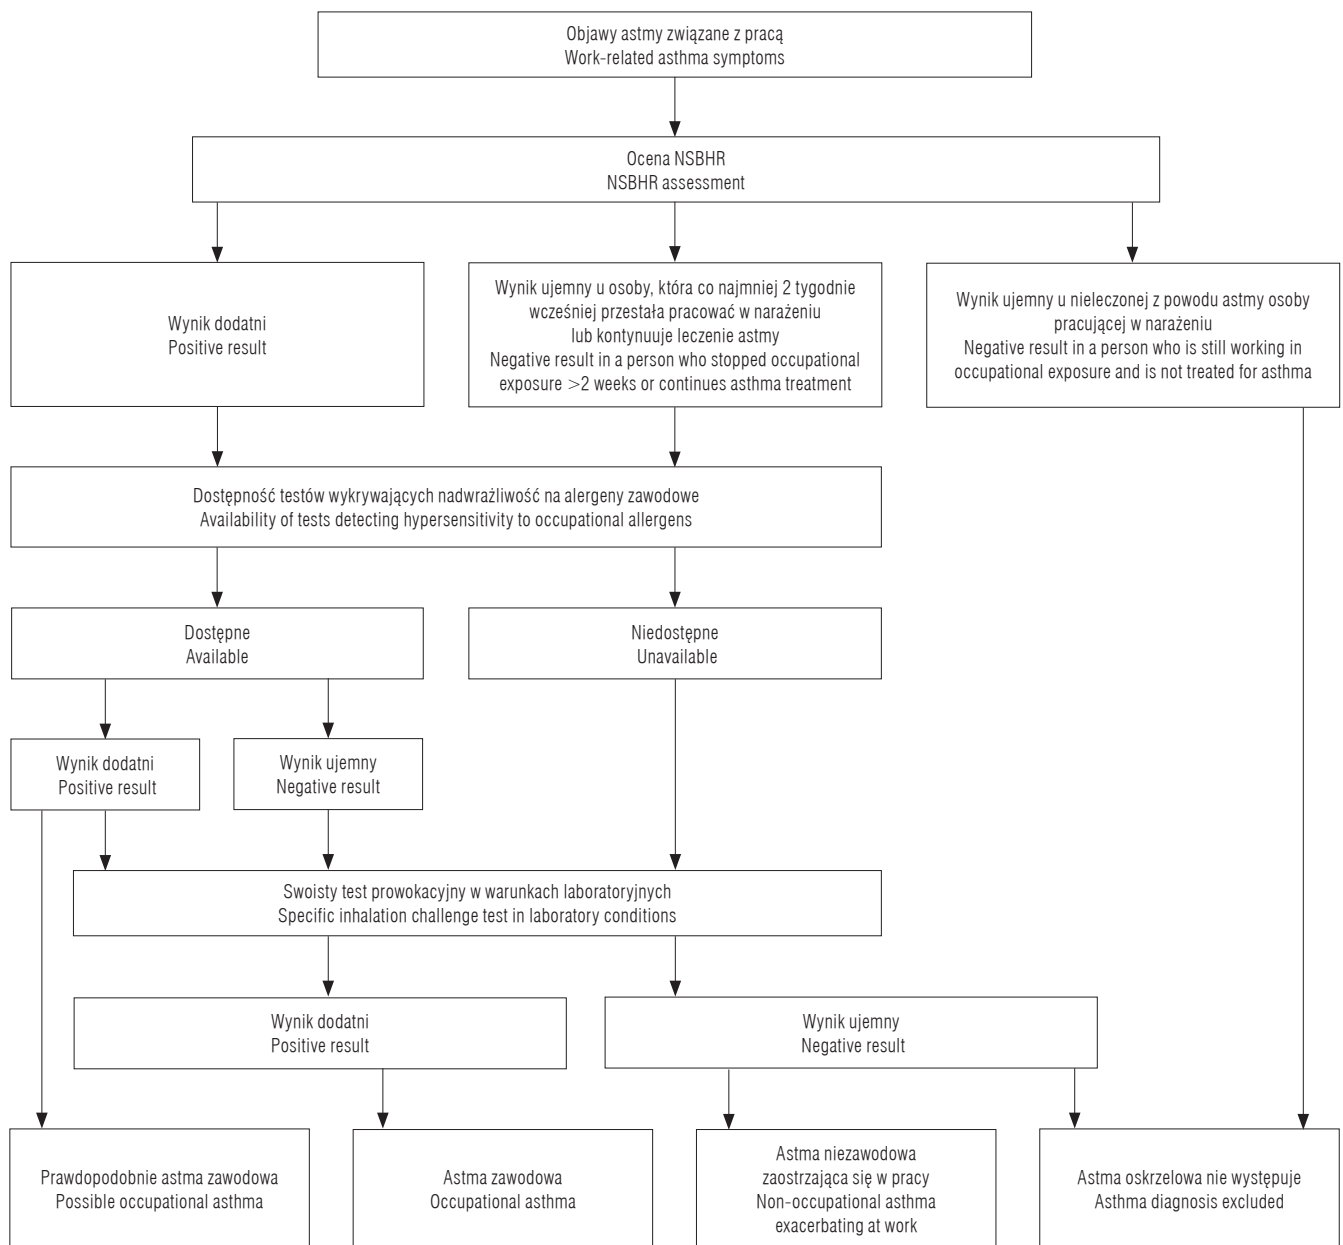 Objawy astmy związane z pracą
Work-related asthma symptoms
Ocena NSBHR
NSBHR assessment
Wynik dodatni
Positive result
Wynik ujemny u osoby, która co najmniej 2 tygodnie
wcześniej przestała pracować w narażeniu
lub kontynuuje leczenie astmy
Negative result in a person who stopped occupational
exposure >2 weeks or continues asthma treatment
Wynik ujemny u nieleczonej z powodu astmy osoby
pracującej w narażeniu
Negative result in a person who is still working in
occupational exposure and is not treated for asthma
Dostępność testów wykrywających nadwrażliwość na alergeny zawodowe
Availability of tests detecting hypersensitivity to occupational allergens
Dostępne
Available
Niedostępne
Unavailable
Wynik dodatni
Positive result
Wynik ujemny
Negative result
Swoisty test prowokacyjny w warunkach laboratoryjnych
Specific inhalation challenge test in laboratory conditions
Wynik dodatni
Positive result
Wynik ujemny
Negative result
Prawdopodobnie astma zawodowa
Possible occupational asthma
Astma zawodowa
Occupational asthma
Astma niezawodowa
zaostrzająca się w pracy
Non-occupational asthma
exacerbating at work
Astma oskrzelowa nie występuje
Asthma diagnosis excluded